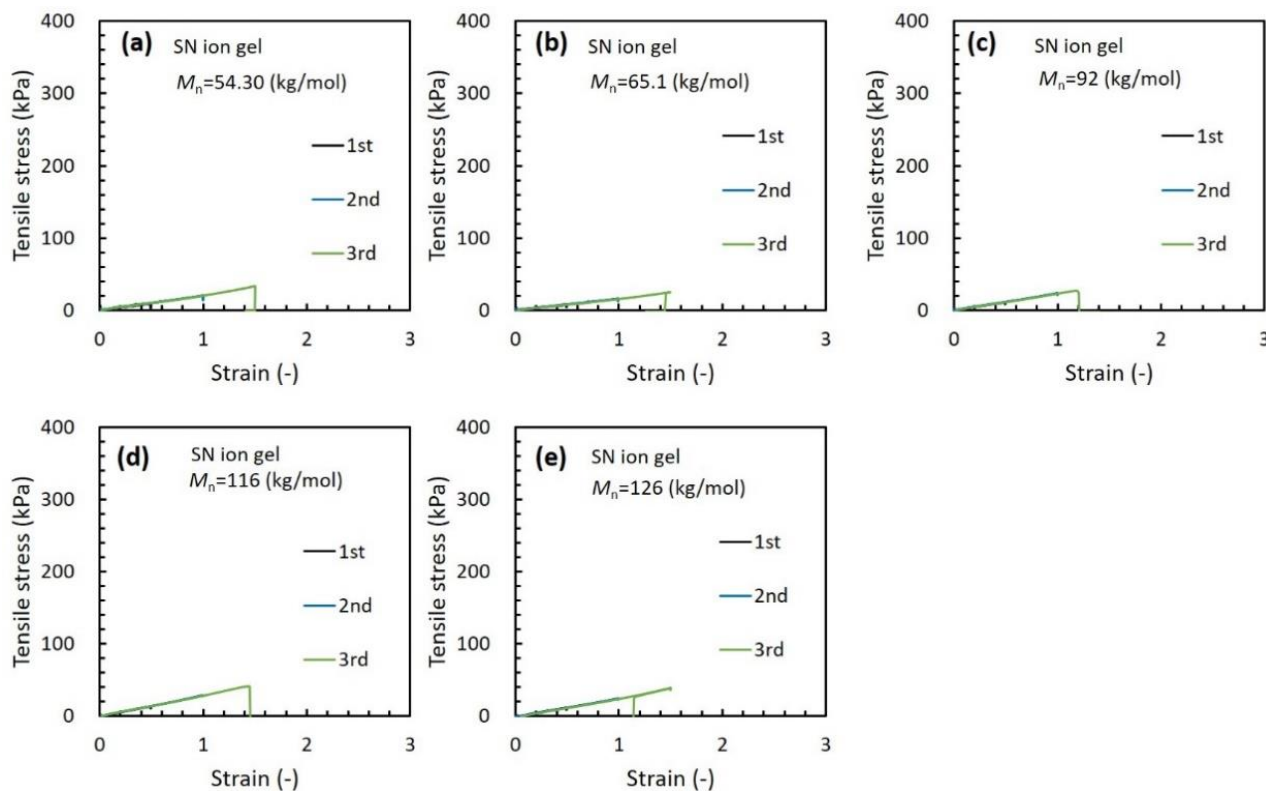 (a) SN ion gel
Mn=54.30 (kg/mol)
1st
2nd
3rd
400
300
200
100
0
0 1 2 3
Tensile stress (kPa)
Strain (-)
(b) SN ion gel
Mn=65.1 (kg/mol)
1st
2nd
3rd
400
300
200
100
0
0 1 2 3
Tensile stress (kPa)
Strain (-)
(c) SN ion gel
Mn=92 (kg/mol)
1st
2nd
3rd
400
300
200
100
0
0 1 2 3
Tensile stress (kPa)
Strain (-)
(d) SN ion gel
Mn=116 (kg/mol)
1st
2nd
3rd
400
300
200
100
0
0 1 2 3
Tensile stress (kPa)
Strain (-)
(e) SN ion gel
Mn=126 (kg/mol)
1st
2nd
3rd
400
300
200
100
0
0 1 2 3
Tensile stress (kPa)
Strain (-)